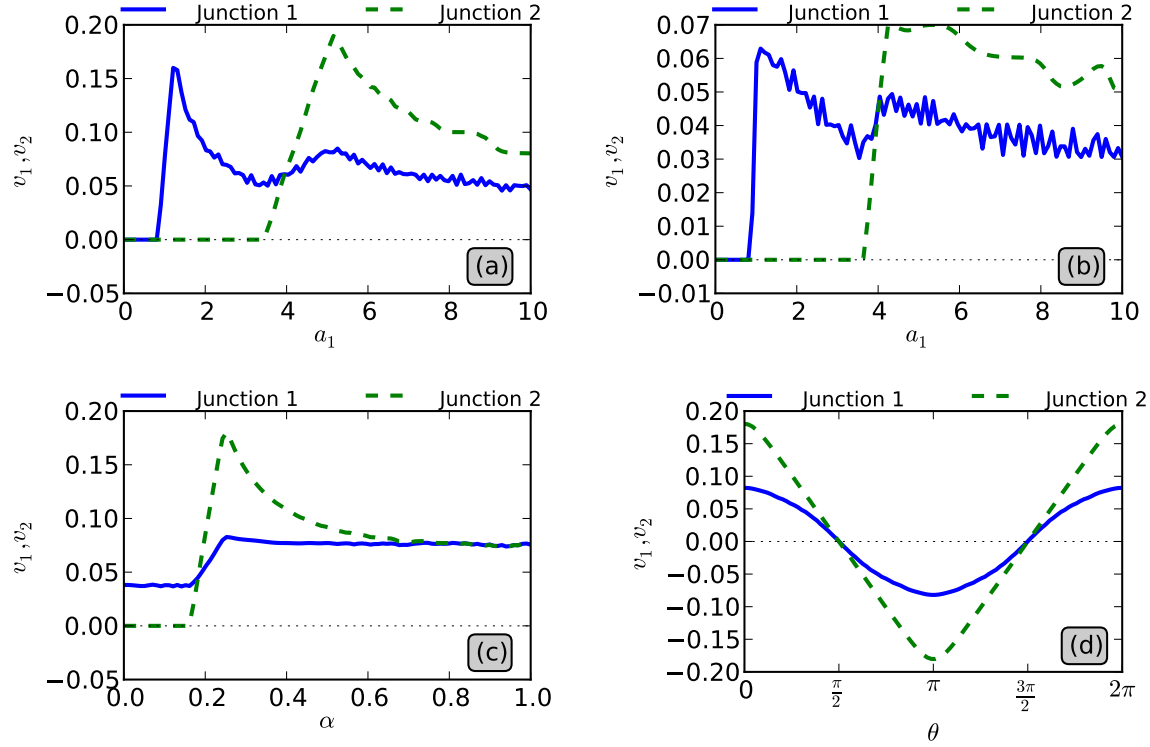 Junction 1 Junction 2
0.20
0.15
0.10
0.05
0.00
−0.05
v₁,v₂
(a)
0 2 4 6 8 10
a₁
Junction 1 Junction 2
0.07
0.06
0.05
0.04
0.03
0.02
0.01
0.00
−0.01
v₁,v₂
(b)
0 2 4 6 8 10
a₁
Junction 1 Junction 2
0.20
0.15
0.10
0.05
0.00
−0.05
v₁,v₂
(c)
0.0 0.2 0.4 0.6 0.8 1.0
α
Junction 1 Junction 2
0.20
0.15
0.10
0.05
0.00
−0.05
−0.10
−0.15
−0.20
v₁,v₂
(d)
0 π/2 π 3π/2 2π
θ